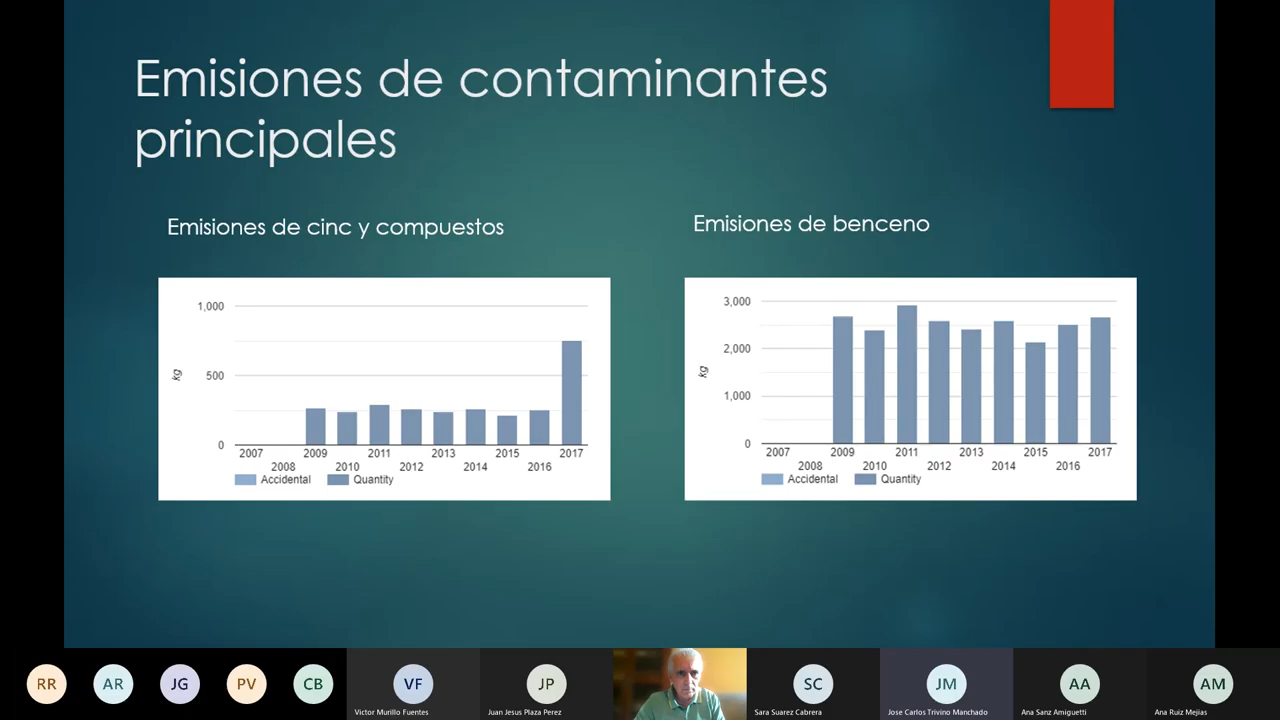 Emisiones de contaminantes
principales
Emisiones de cinc y compuestos
Emisiones de benceno
1,000
500
0
kg
2007
2008
2009
2010
2011
2012
2013
2014
2015
2016
2017
Accidental
Quantity
3,000
2,000
1,000
0
kg
2007
2008
2009
2010
2011
2012
2013
2014
2015
2016
2017
Accidental
Quantity
RR
AR
JG
PV
CB
VF
Victor Murillo Fuentes
JP
Juan Jesus Plaza Perez
SC
Sara Suarez Cabrera
JM
Jose Carlos Trivino Manchado
AA
Ana Sanz Amiguetti
AM
Ana Ruiz Mejias